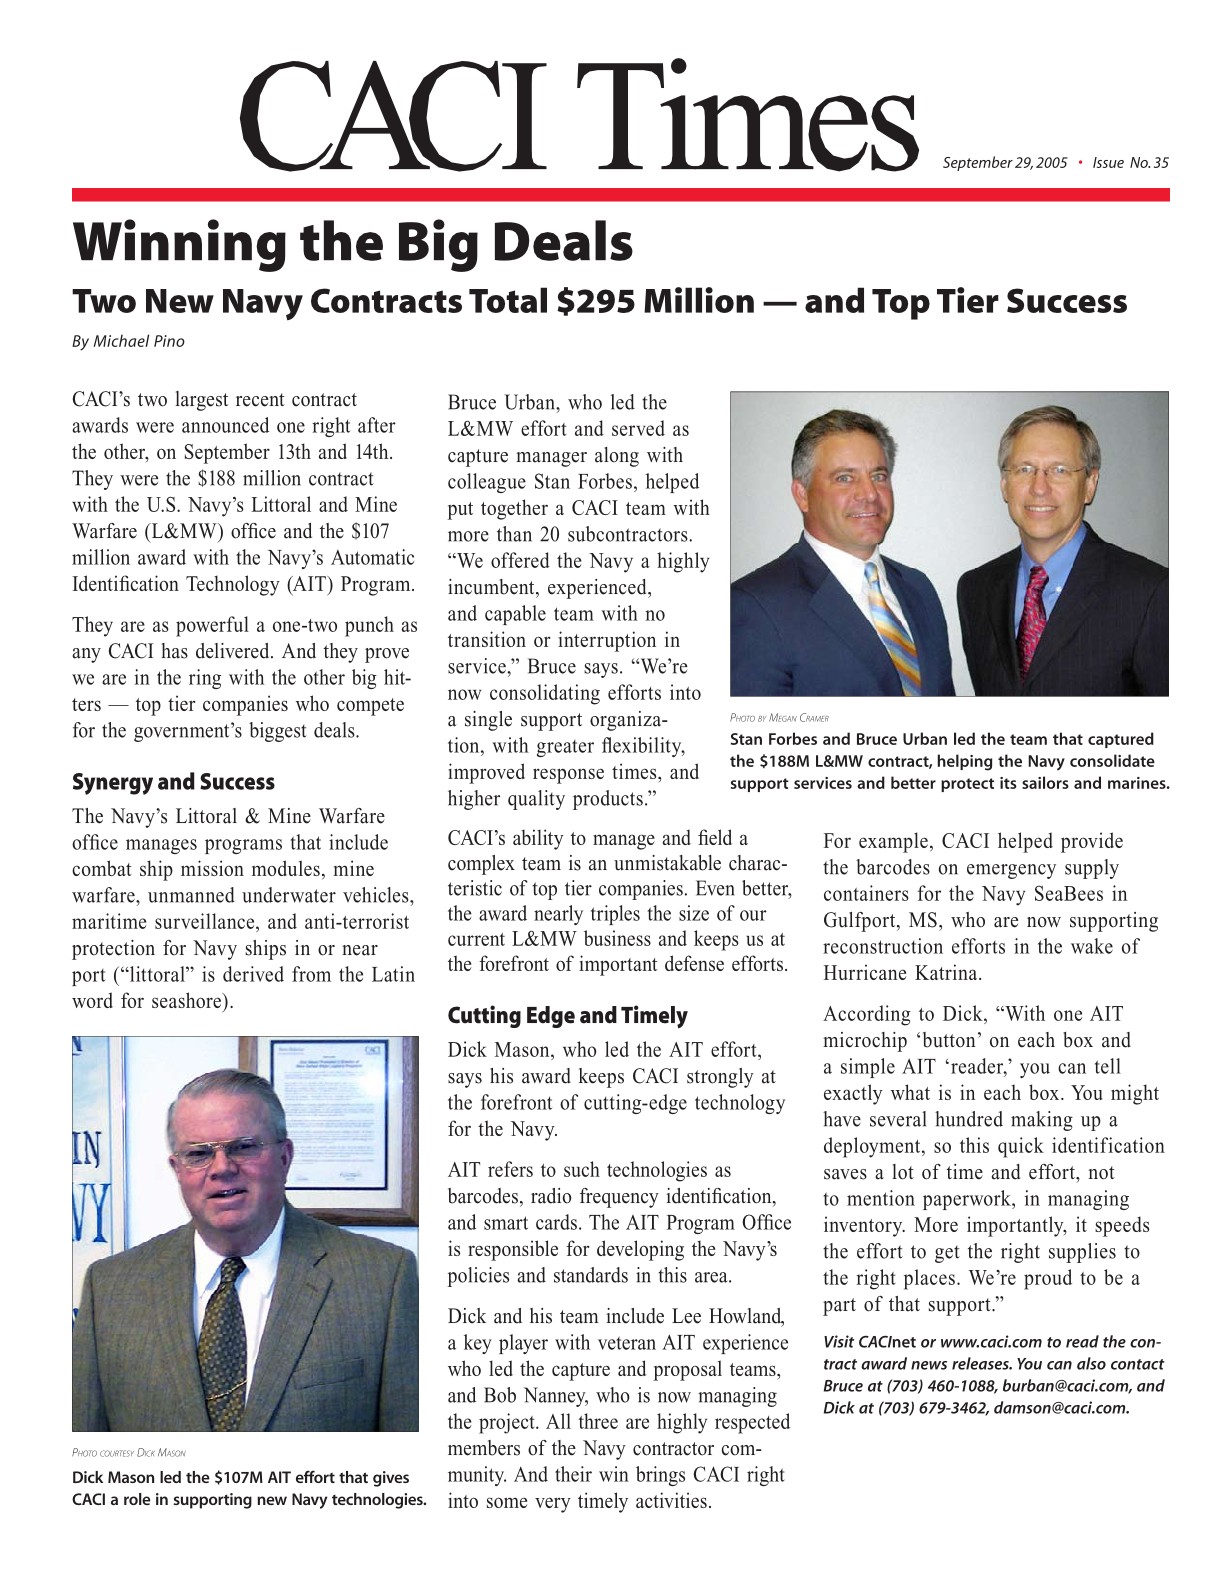 CACI Times
September 29, 2005 • Issue No. 35
Winning the Big Deals
Two New Navy Contracts Total $295 Million — and Top Tier Success
By Michael Pino
CACI’s two largest recent contract
awards were announced one right after
the other, on September 13th and 14th.
They were the $188 million contract
with the U.S. Navy’s Littoral and Mine
Warfare (L&MW) office and the $107
million award with the Navy’s Automatic
Identification Technology (AIT) Program.
They are as powerful a one-two punch as
any CACI has delivered. And they prove
we are in the ring with the other big hit-
ters — top tier companies who compete
for the government’s biggest deals.
Synergy and Success
The Navy’s Littoral & Mine Warfare
office manages programs that include
combat ship mission modules, mine
warfare, unmanned underwater vehicles,
maritime surveillance, and anti-terrorist
protection for Navy ships in or near
port (“littoral” is derived from the Latin
word for seashore).
IN
VY
CACI
PHOTO COURTESY DICK MASON
Dick Mason led the $107M AIT effort that gives
CACI a role in supporting new Navy technologies.
Bruce Urban, who led the
L&MW effort and served as
capture manager along with
colleague Stan Forbes, helped
put together a CACI team with
more than 20 subcontractors.
“We offered the Navy a highly
incumbent, experienced,
and capable team with no
transition or interruption in
service,” Bruce says. “We’re
now consolidating efforts into
a single support organiza-
tion, with greater flexibility,
improved response times, and
higher quality products.”
CACI’s ability to manage and field a
complex team is an unmistakable charac-
teristic of top tier companies. Even better,
the award nearly triples the size of our
current L&MW business and keeps us at
the forefront of important defense efforts.
Cutting Edge and Timely
Dick Mason, who led the AIT effort,
says his award keeps CACI strongly at
the forefront of cutting-edge technology
for the Navy.
AIT refers to such technologies as
barcodes, radio frequency identification,
and smart cards. The AIT Program Office
is responsible for developing the Navy’s
policies and standards in this area.
Dick and his team include Lee Howland,
a key player with veteran AIT experience
who led the capture and proposal teams,
and Bob Nanney, who is now managing
the project. All three are highly respected
members of the Navy contractor com-
munity. And their win brings CACI right
into some very timely activities.
PHOTO BY MEGAN CRAMER
Stan Forbes and Bruce Urban led the team that captured
the $188M L&MW contract, helping the Navy consolidate
support services and better protect its sailors and marines.
For example, CACI helped provide
the barcodes on emergency supply
containers for the Navy SeaBees in
Gulfport, MS, who are now supporting
reconstruction efforts in the wake of
Hurricane Katrina.
According to Dick, “With one AIT
microchip ‘button’ on each box and
a simple AIT ‘reader,’ you can tell
exactly what is in each box. You might
have several hundred making up a
deployment, so this quick identification
saves a lot of time and effort, not
to mention paperwork, in managing
inventory. More importantly, it speeds
the effort to get the right supplies to
the right places. We’re proud to be a
part of that support.”
Visit CACInet or www.caci.com to read the con-
tract award news releases. You can also contact
Bruce at (703) 460-1088, burban@caci.com, and
Dick at (703) 679-3462, damson@caci.com.